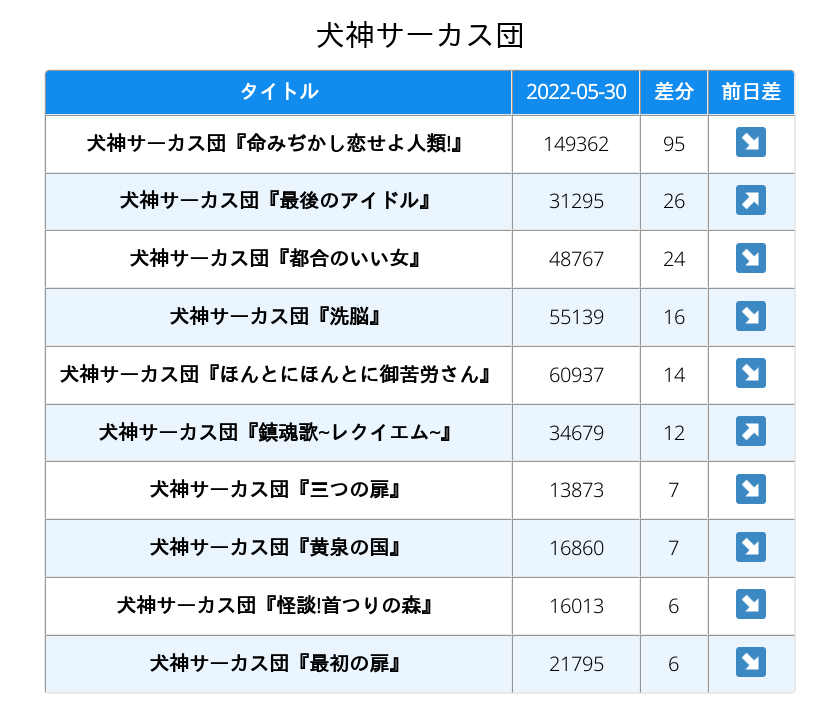 犬神サーカス団
タイトル 2022-05-30 差分 前日差
犬神サーカス団『命みぢかし恋せよ人類!』 149362 95 ↘
犬神サーカス団『最後のアイドル』 31295 26 ↗
犬神サーカス団『都合のいい女』 48767 24 ↘
犬神サーカス団『洗脳』 55139 16 ↘
犬神サーカス団『ほんとにほんとに御苦労さん』 60937 14 ↘
犬神サーカス団『鎮魂歌~レクイエム~』 34679 12 ↗
犬神サーカス団『三つの扉』 13873 7 ↘
犬神サーカス団『黄泉の国』 16860 7 ↘
犬神サーカス団『怪談!首つりの森』 16013 6 ↘
犬神サーカス団『最初の扉』 21795 6 ↘